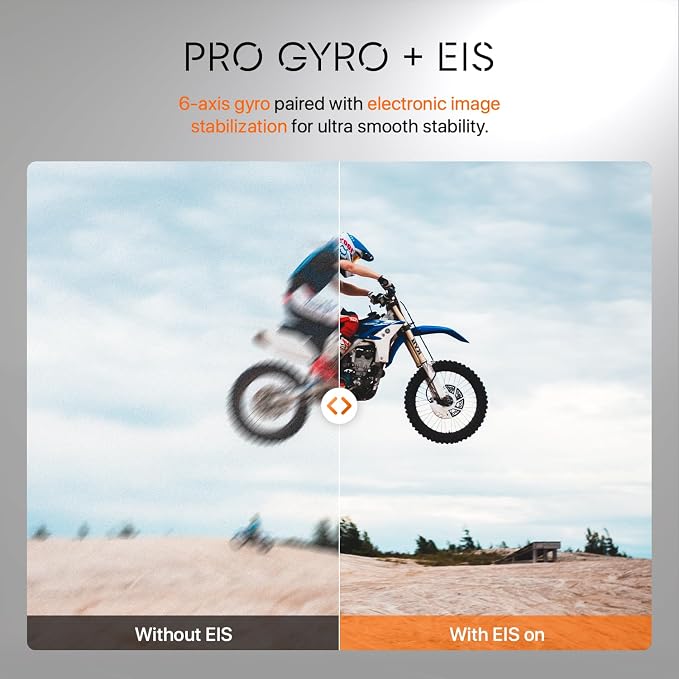 PRO GYRO + EIS
6-axis gyro paired with electronic image
stabilization for ultra smooth stability.
Without EIS
With EIS on